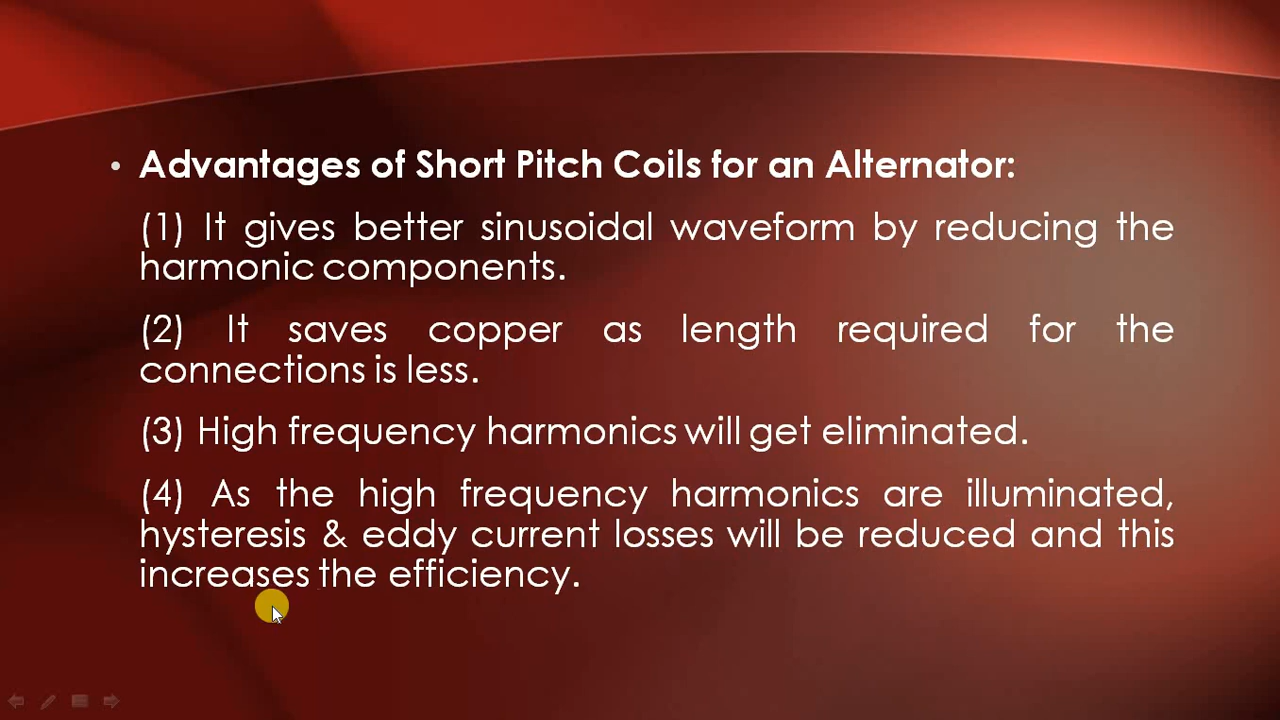 • Advantages of Short Pitch Coils for an Alternator:
(1) It gives better sinusoidal waveform by reducing the
harmonic components.
(2) It saves copper as length required for the
connections is less.
(3) High frequency harmonics will get eliminated.
(4) As the high frequency harmonics are illuminated,
hysteresis & eddy current losses will be reduced and this
increases the efficiency.